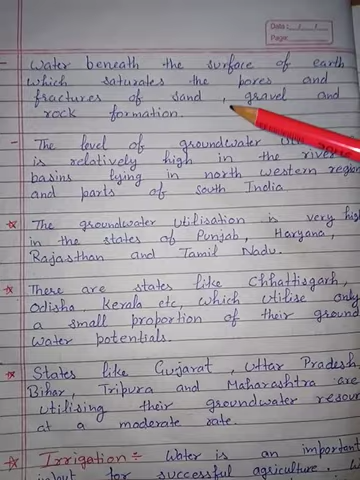 Date: __/__/__
Page:
- Water beneath the surface of earth
which saturates the pores and
fractures of sand , gravel and
rock formation.
- The level of groundwater
is relatively high in the river
basins lying in north western region
and parts of south India
* The groundwater utilisation is very high
in the states of Punjab, Haryana,
Rajasthan and Tamil Nadu.
* There are states like Chhattisgarh,
Odisha, Kerala etc, which utilise only
a small proportion of their ground
water potentials.
* States like Gujarat, Uttar Pradesh,
Bihar, Tripura and Maharashtra are
utilising their groundwater resour
at a moderate rate.
* Irrigation :- Water is an important
input for successful agriculture. W